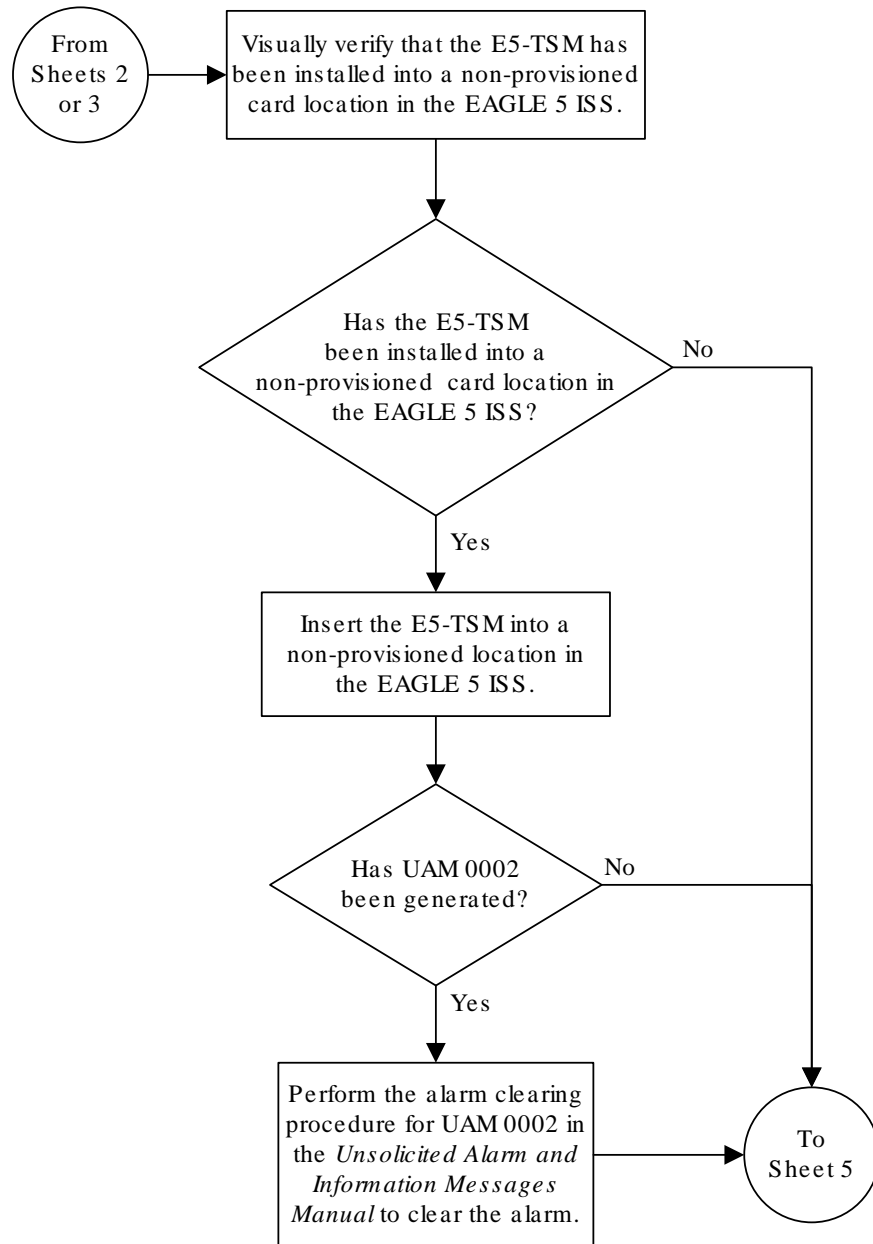 From
Sheets 2
or 3
Visually verify that the E5-TSM has
been installed into a non-provisioned
card location in the EAGLE 5 ISS.
Has the E5-TSM
been installed into a
non-provisioned card location in
the EAGLE 5 ISS?
No
Yes
Insert the E5-TSM into a
non-provisioned location in
the EAGLE 5 ISS.
Has UAM 0002
been generated?
No
Yes
Perform the alarm clearing
procedure for UAM 0002 in
the Unsolicited Alarm and
Information Messages
Manual to clear the alarm.
To
Sheet 5